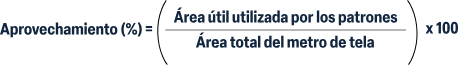 Aprovechamiento (%) = ( Área útil utilizada por los patrones
Área total del metro de tela ) x 100